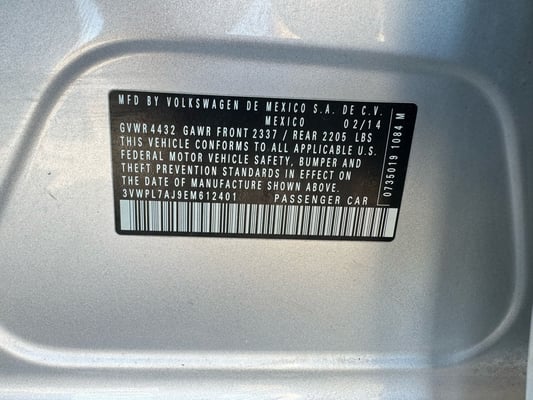 MFD BY VOLKSWAGEN DE MEXICO S.A. DE C.V.
MEXICO 02/14
GVWR 4432 GAWR FRONT 2337 / REAR 2205 LBS
THIS VEHICLE CONFORMS TO ALL APPLICABLE U.S.
FEDERAL MOTOR VEHICLE SAFETY, BUMPER AND
THEFT PREVENTION STANDARDS IN EFFECT ON
THE DATE OF MANUFACTURE SHOWN ABOVE.
3VWPL7AJ9EM612401 PASSENGER CAR
0735019 1084 M